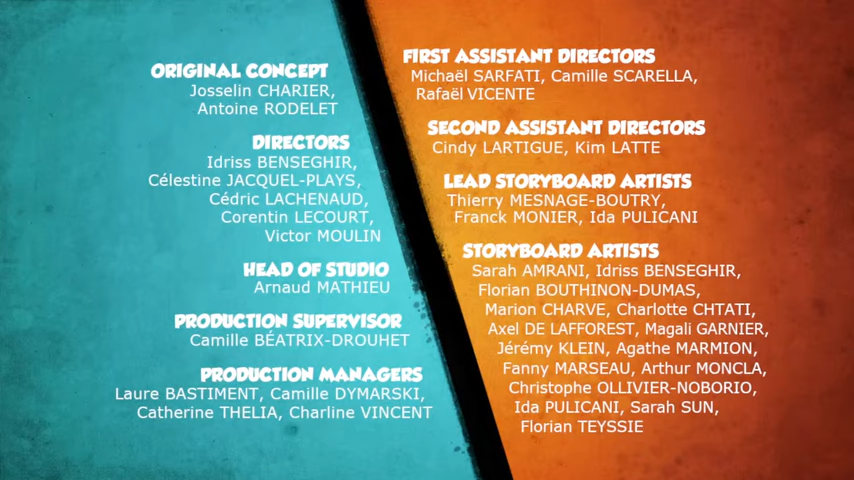 ORIGINAL CONCEPT
Josselin CHARIER,
Antoine RODELET
DIRECTORS
Idriss BENSEGHIR,
Célestine JACQUEL-PLAYS,
Cédric LACHENAUD,
Corentin LECOURT,
Victor MOULIN
HEAD OF STUDIO
Arnaud MATHIEU
PRODUCTION SUPERVISOR
Camille BÉATRIX-DROUHET
PRODUCTION MANAGERS
Laure BASTIMENT, Camille DYMARSKI,
Catherine THELIA, Charline VINCENT
FIRST ASSISTANT DIRECTORS
Michaël SARFATI, Camille SCARELLA,
Rafaël VICENTE
SECOND ASSISTANT DIRECTORS
Cindy LARTIGUE, Kim LATTE
LEAD STORYBOARD ARTISTS
Thierry MESNAGE-BOUTRY,
Franck MONIER, Ida PULICANI
STORYBOARD ARTISTS
Sarah AMRANI, Idriss BENSEGHIR,
Florian BOUTHINON-DUMAS,
Marion CHARVE, Charlotte CHTATI,
Axel DE LAFFOREST, Magali GARNIER,
Jérémy KLEIN, Agathe MARMION,
Fanny MARSEAU, Arthur MONCLA,
Christophe OLLIVIER-NOBORIO,
Ida PULICANI, Sarah SUN,
Florian TEYSSIE